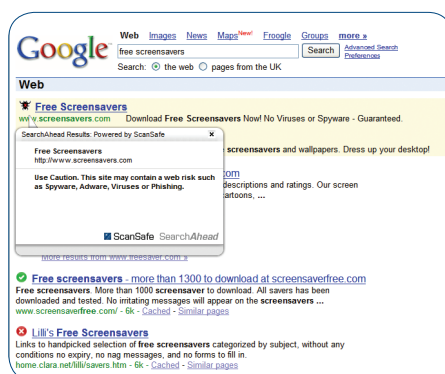 Google
Web Images News Maps New! Froogle Groups more »
free screensavers Search Advanced Search
Preferences
Search: the web pages from the UK
Web
Free Screensavers
www.screensavers.com Download Free Screensavers Now! No Viruses or Spyware - Guaranteed.
SearchAhead Results: Powered by ScanSafe x
Free Screensavers
http://www.screensavers.com
screensavers and wallpapers. Dress up your desktop!
Use Caution. This site may contain a web risk such
as Spyware, Adware, Viruses or Phishing.
om
descriptions and ratings. Our screen
artoons, ...
ScanSafe SearchAhead
More results from www.freesaver.com »
Free screensavers - more than 1300 to download at screensaverfree.com
Free screensavers. More than 1000 screensaver to download. All savers has been
downloaded and tested. No irritating messages will appear on the screensavers ...
www.screensaverfree.com/ - 6k - Cached - Similar pages
Lilli's Free Screensavers
Links to handpicked selection of free screensavers categorized by subject, without any
conditions no expiry, no nag messages, and no forms to fill in.
home.clara.net/lilli/savers.htm - 6k - Cached - Similar pages